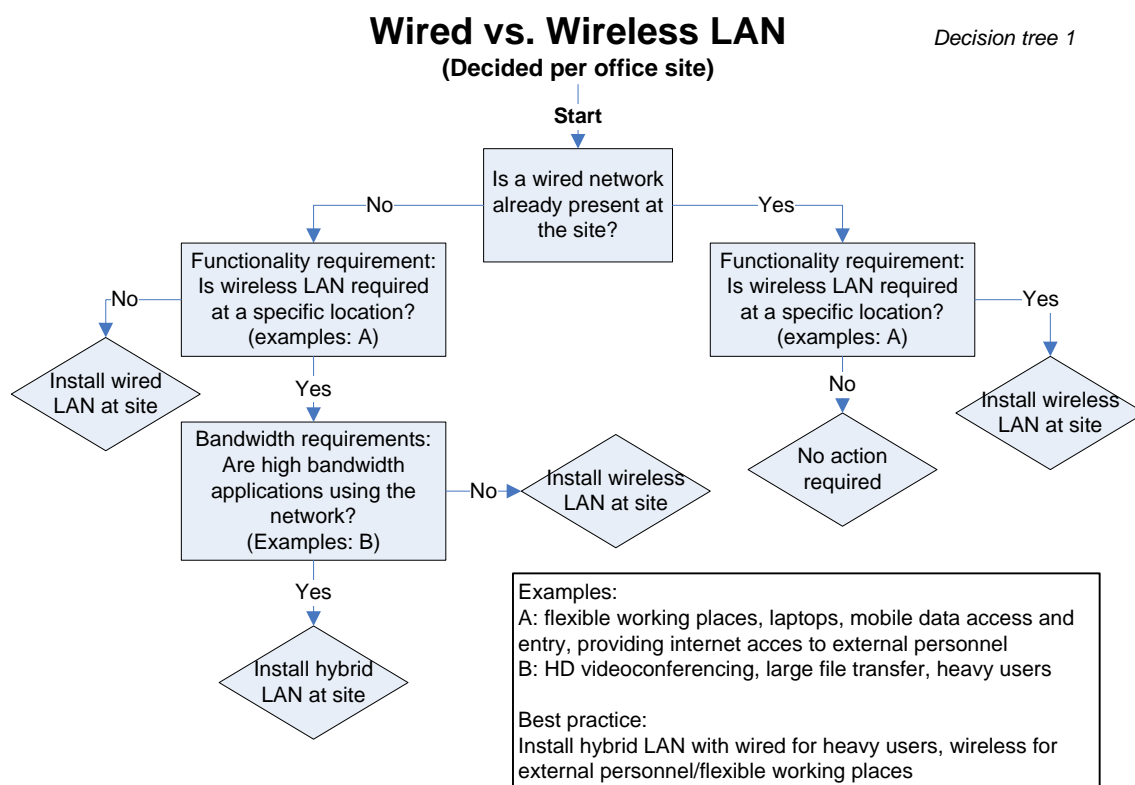 Wired vs. Wireless LAN
Decision tree 1
(Decided per office site)
Start
Is a wired network
already present at
the site?
No
Yes
Functionality requirement:
Is wireless LAN required
at a specific location?
(examples: A)
Functionality requirement:
Is wireless LAN required
at a specific location?
(examples: A)
No
Yes
Install wired
LAN at site
Yes
No
Install wireless
LAN at site
Bandwidth requirements:
Are high bandwidth
applications using the
network?
(Examples: B)
No
Install wireless
LAN at site
No action
required
Yes
Install hybrid
LAN at site
Examples:
A: flexible working places, laptops, mobile data access and
entry, providing internet acces to external personnel
B: HD videoconferencing, large file transfer, heavy users
Best practice:
Install hybrid LAN with wired for heavy users, wireless for
external personnel/flexible working places